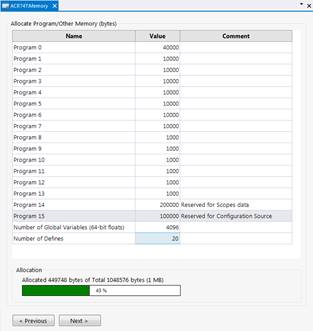 ACR74TMemory
Allocate Program/Other Memory (bytes)
Name Value Comment
Program 0 40000
Program 1 10000
Program 2 10000
Program 3 10000
Program 4 10000
Program 5 10000
Program 6 10000
Program 7 10000
Program 8 1000
Program 9 1000
Program 10 1000
Program 11 1000
Program 12 1000
Program 13 1000
Program 14 200000 Reserved for Scopes data
Program 15 100000 Reserved for Configuration Source
Number of Global Variables (64-bit floats) 4096
Number of Defines 20
Allocation
Allocated 449748 bytes of Total 1048576 bytes (1 MB)
43 %
< Previous Next >